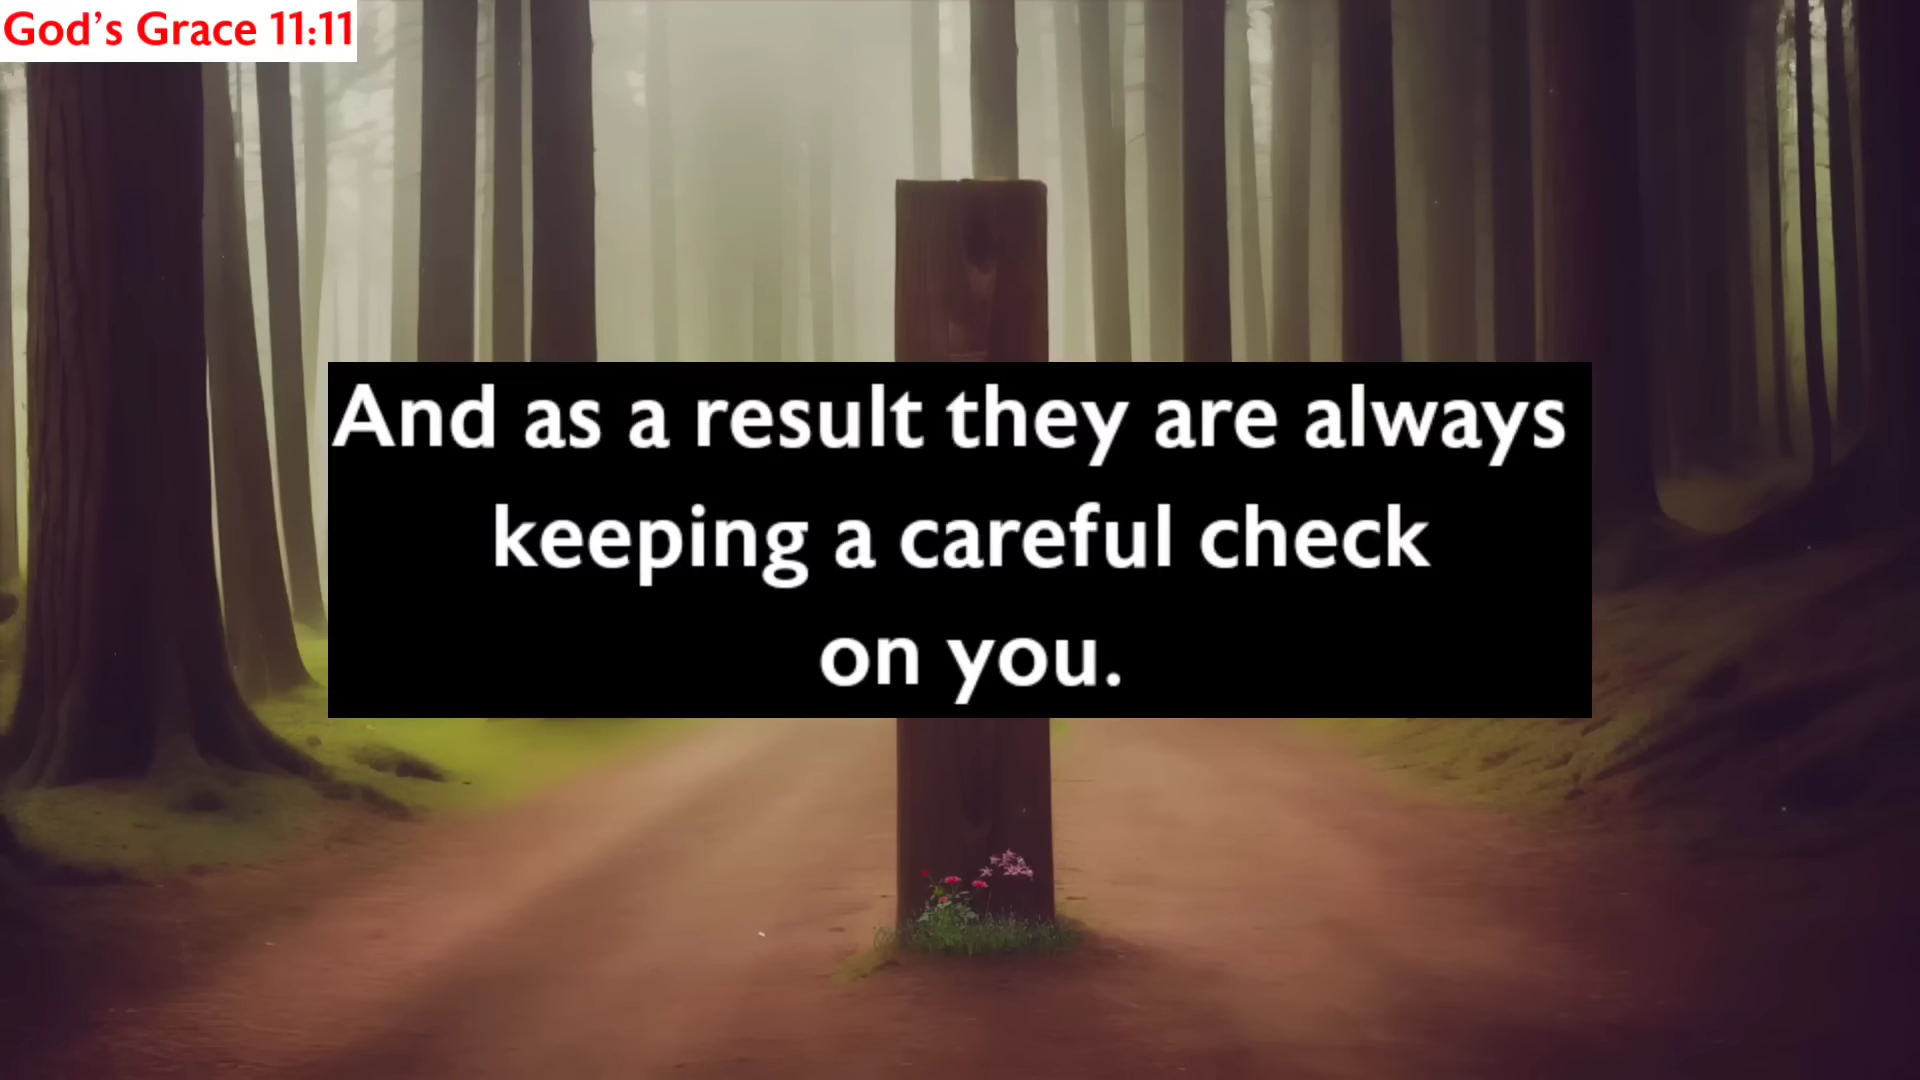 God’s Grace 11:11
And as a result they are always
keeping a careful check
on you.